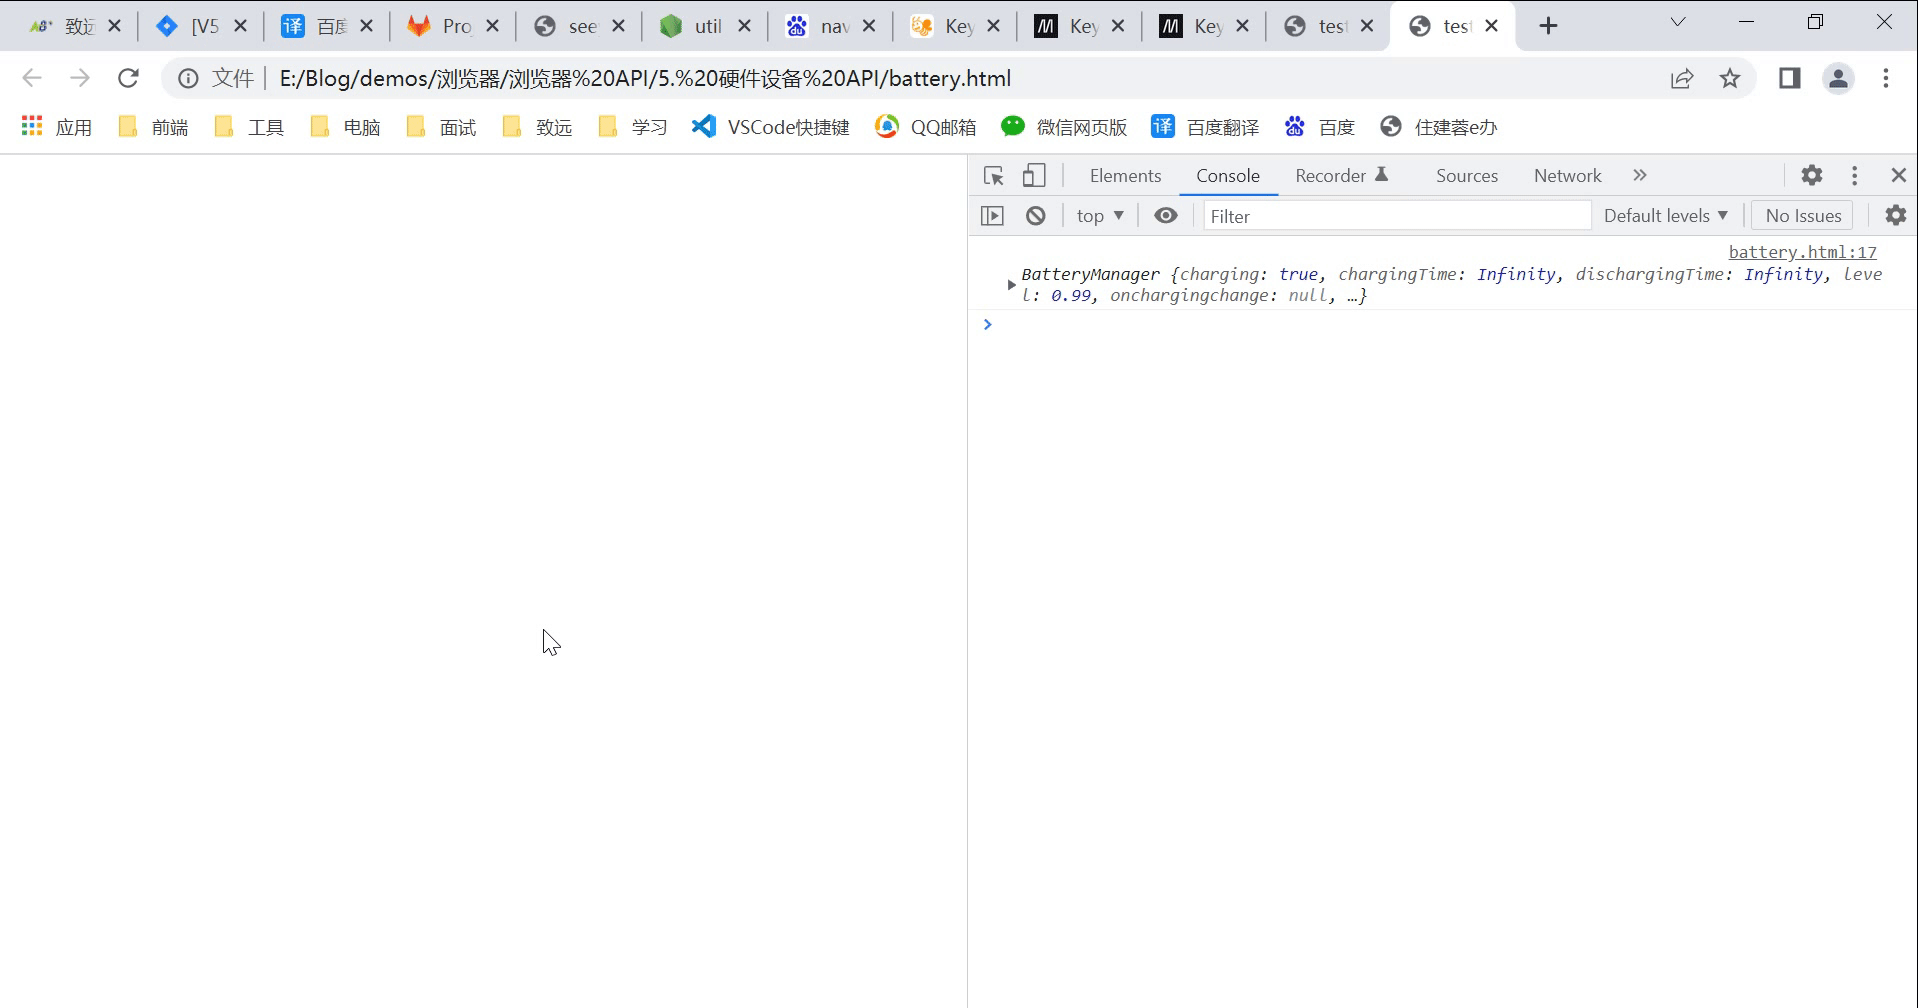 致远 [V5 百度 Pro see util nav Key Key Key test test
文件 E:/Blog/demos/浏览器/浏览器%20API/5.%20硬件设备%20API/battery.html
应用 前端 工具 电脑 面试 致远 学习 VSCode快捷键 QQ邮箱 微信网页版 译 百度翻译 百度 住建蓉e办
Elements Console Recorder Sources Network
top Filter Default levels No Issues
battery.html:17
BatteryManager {charging: true, chargingTime: Infinity, dischargingTime: Infinity, leve
l: 0.99, onchargingchange: null, …}